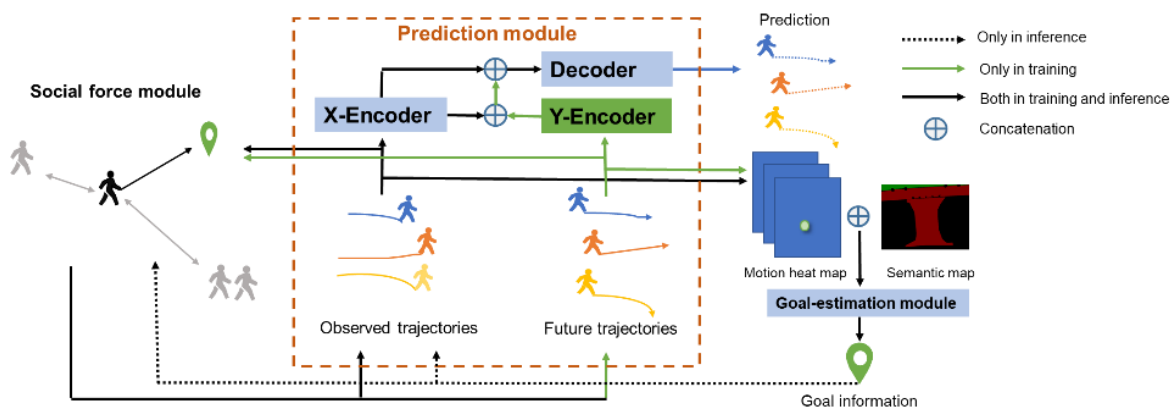 Prediction
Prediction module
Only in inference
Only in training
Both in training and inference
Concatenation
Social force module
Decoder
X-Encoder
Y-Encoder
Motion heat map
Semantic map
Goal-estimation module
Observed trajectories
Future trajectories
Goal information